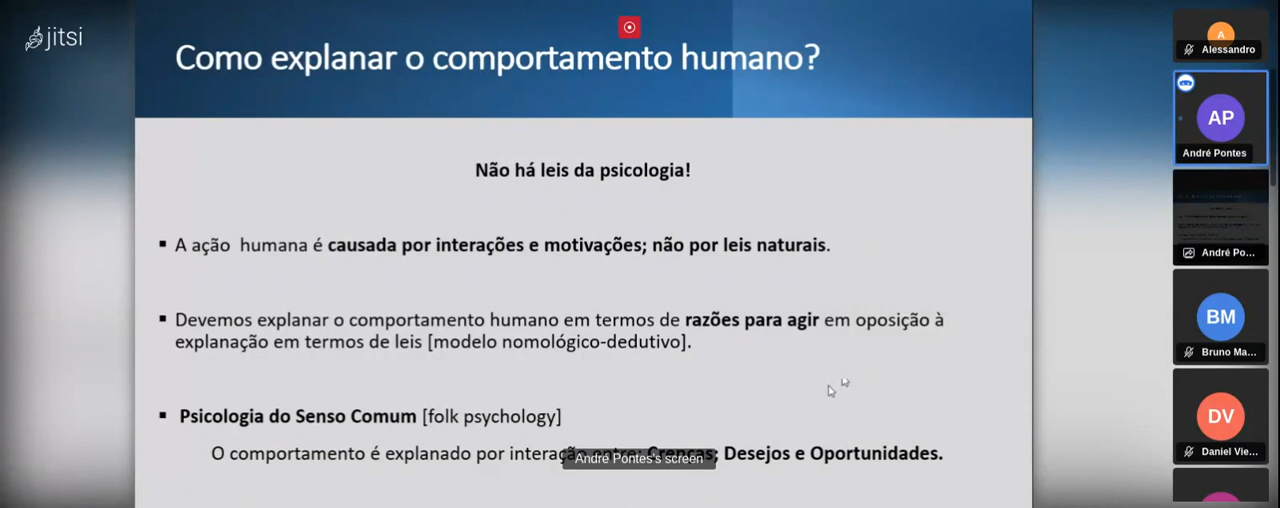 jitsi
Como explanar o comportamento humano?
Não há leis da psicologia!
▪ A ação humana é causada por interações e motivações; não por leis naturais.
▪ Devemos explanar o comportamento humano em termos de razões para agir em oposição à
explanação em termos de leis [modelo nomológico-dedutivo].
▪ Psicologia do Senso Comum [folk psychology]
O comportamento é explanado por interação entre: Crenças; Desejos e Oportunidades.
André Pontes's screen
A
Alessandro
AP
André Pontes
André Po...
BM
Bruno Ma...
DV
Daniel Vie...